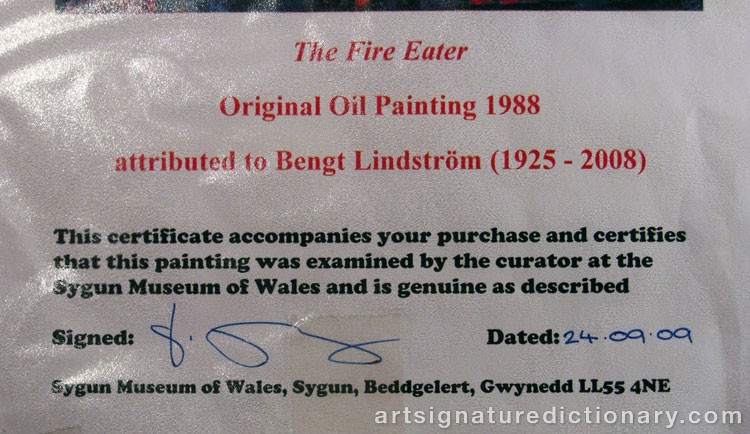 The Fire Eater
Original Oil Painting 1988
attributed to Bengt Lindström (1925 - 2008)
This certificate accompanies your purchase and certifies
that this painting was examined by the curator at the
Sygun Museum of Wales and is genuine as described
Signed: Dated: 24.09.09
Sygun Museum of Wales, Sygun, Beddgelert, Gwynedd LL55 4NE
artsignaturedictionary.com